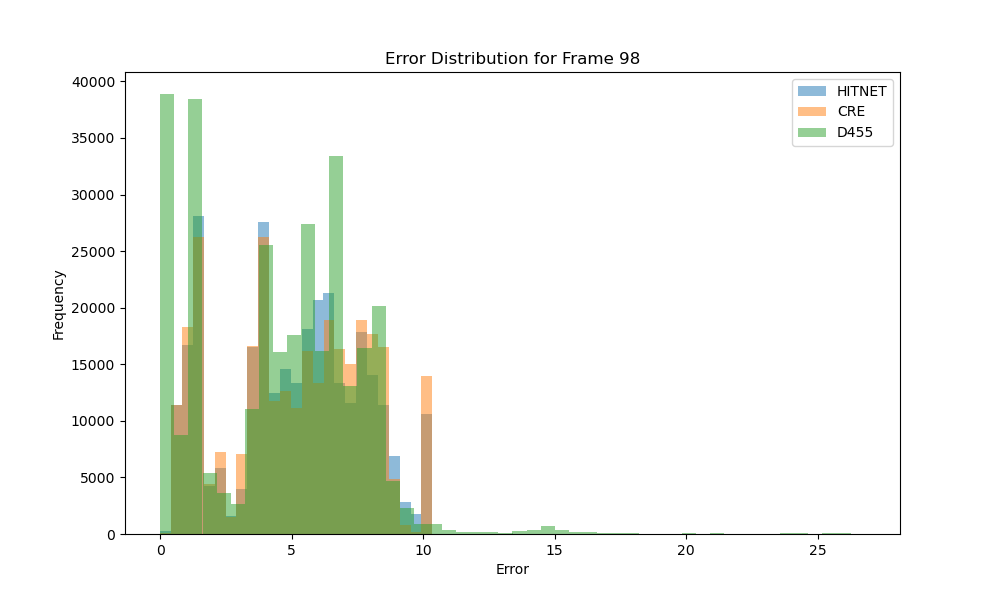 Error Distribution for Frame 98
HITNET
CRE
D455
40000
35000
30000
25000
20000
15000
10000
5000
0
Frequency
0 5 10 15 20 25
Error